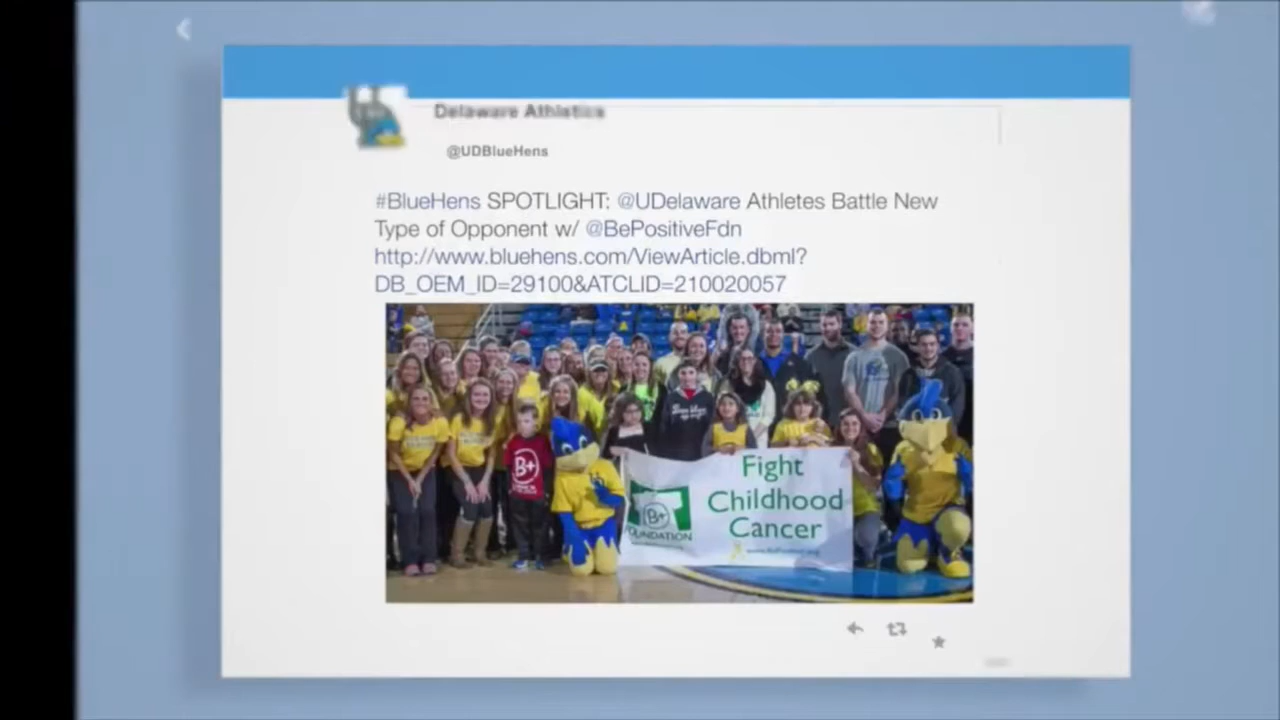 Delaware Athletics
@UDBlueHens
#BlueHens SPOTLIGHT: @UDelaware Athletes Battle New
Type of Opponent w/ @BePositiveFdn
http://www.bluehens.com/ViewArticle.dbml?
DB_OEM_ID=29100&ATCLID=210020057
B+
Fight
Childhood
Cancer
B+
FOUNDATION